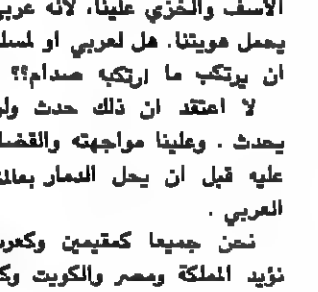 الاسف والخزي علينا، لانه عربي
يحمل هويتنا. هل لعربي او لمسلم
ان يرتكب ما ارتكبه صدام؟؟
لا اعتقد ان ذلك حدث ولن
يحدث . وعلينا مواجهته والقضا
عليه قبل ان يحل الدمار بعالمنا
العربي .
نحن جميعا كمقيمين وكعرب
نؤيد المملكة ومصر والكويت وكل